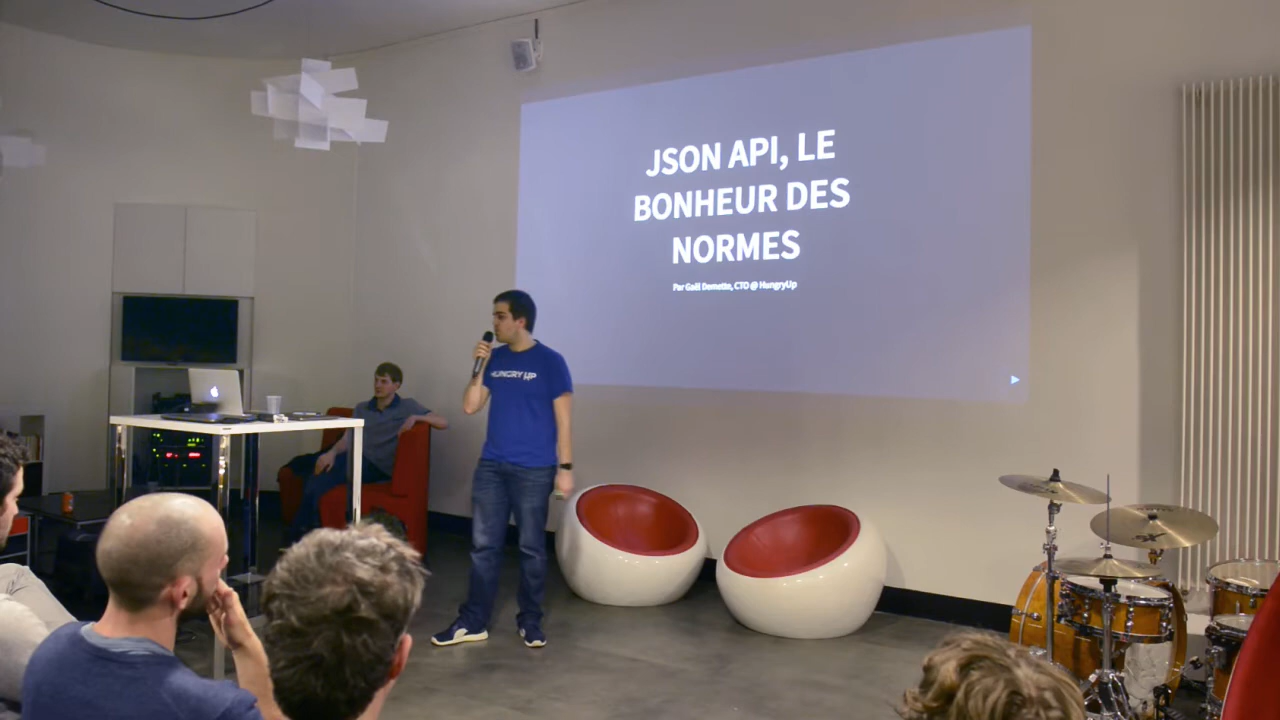 JSON API, LE
BONHEUR DES
NORMES
Par Gaël Demette, CTO @ HungryUp
HUNGRY UP